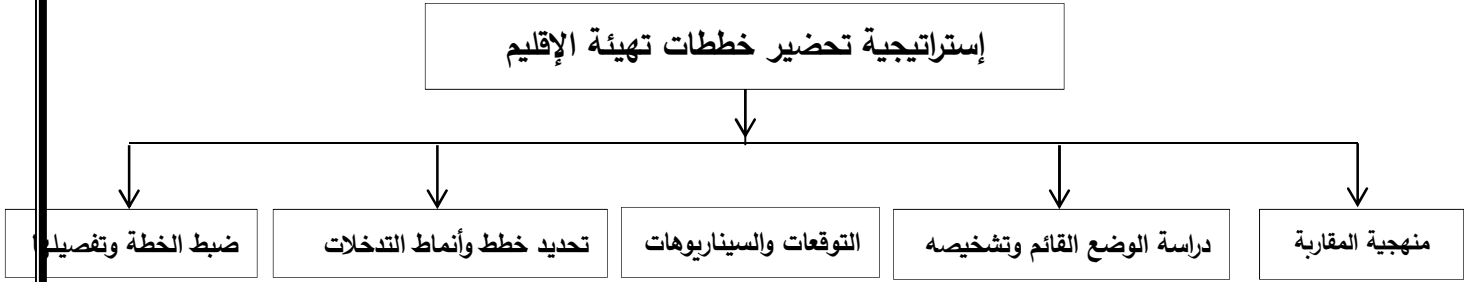 إستراتيجية تحضير خططات تهيئة الإقليم
منهجية المقاربة
دراسة الوضع القائم وتشخيصه
التوقعات والسيناريوهات
تحديد خطط وأنماط التدخلات
ضبط الخطة وتفصيلها